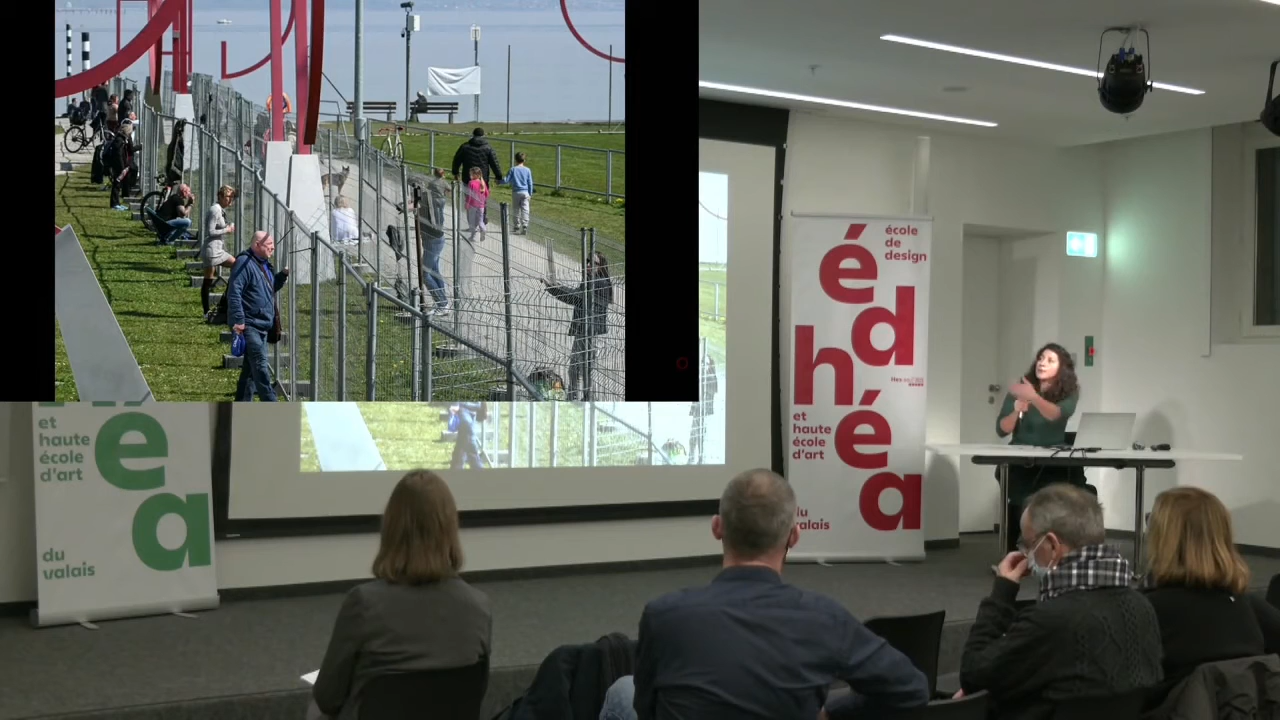 é
école
de
design
d
h
é
et
haute
école
d'art
a
du
valais
et
haute
école
d'art
é
a
du
valais